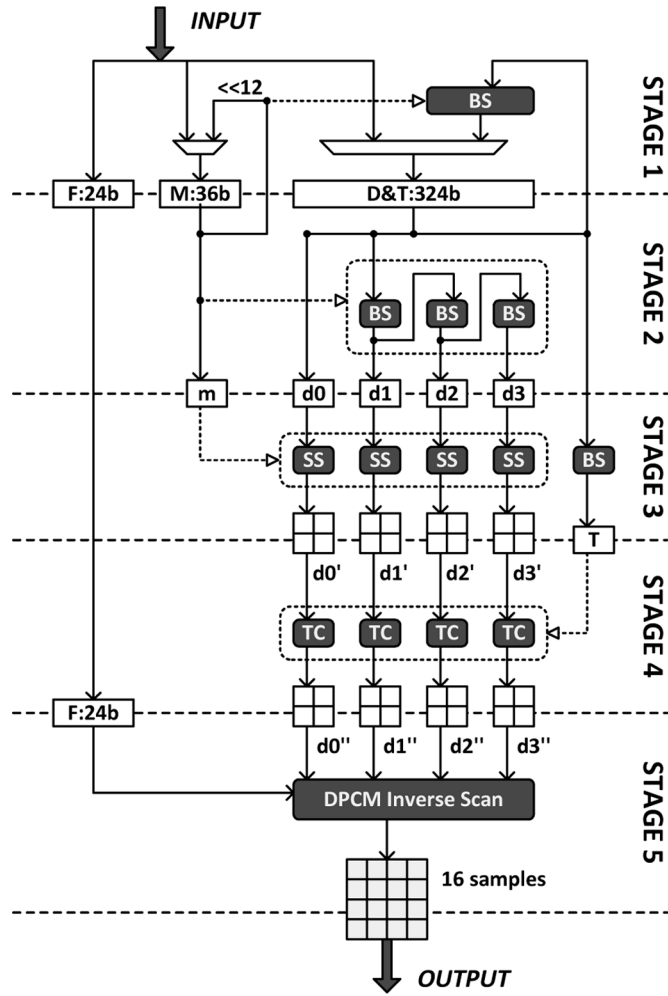 INPUT
<<12
BS
STAGE 1
F:24b
M:36b
D&T:324b
BS
BS
BS
STAGE 2
m
d0
d1
d2
d3
SS
SS
SS
SS
BS
STAGE 3
T
d0'
d1'
d2'
d3'
TC
TC
TC
TC
STAGE 4
F:24b
d0''
d1''
d2''
d3''
DPCM Inverse Scan
STAGE 5
16 samples
OUTPUT